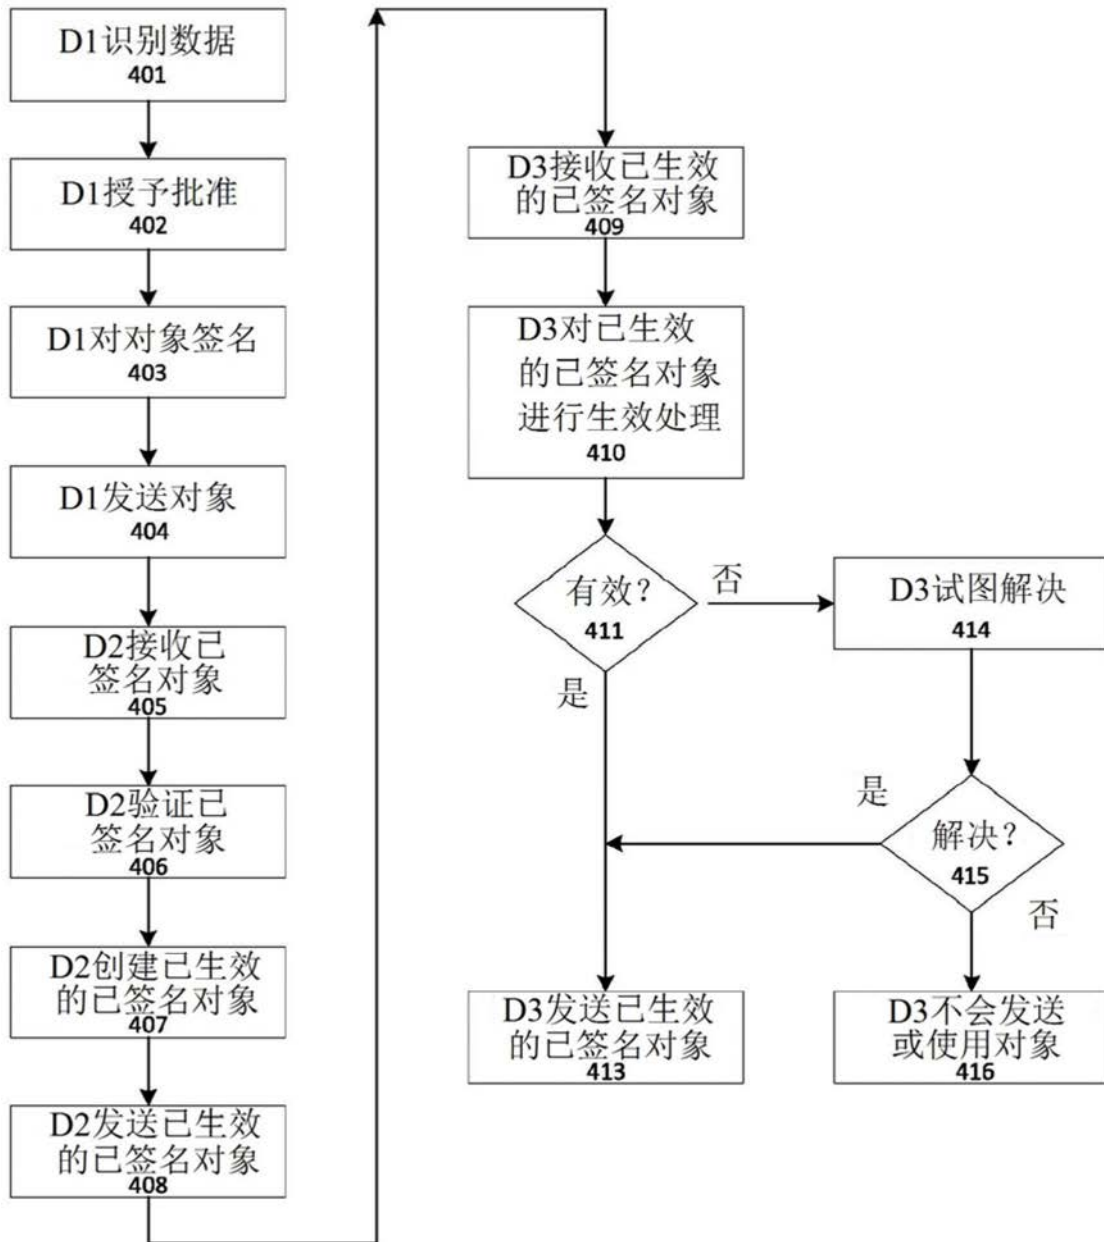 D1识别数据
401
D1授予批准
402
D1对对象签名
403
D1发送对象
404
D2接收已
签名对象
405
D2验证已
签名对象
406
D2创建已生效
的已签名对象
407
D2发送已生效
的已签名对象
408
D3接收已生效
的已签名对象
409
D3对已生效
的已签名对象
进行生效处理
410
有效?
411
否
是
D3试图解决
414
是
解决?
415
否
D3发送已生效
的已签名对象
413
D3不会发送
或使用对象
416